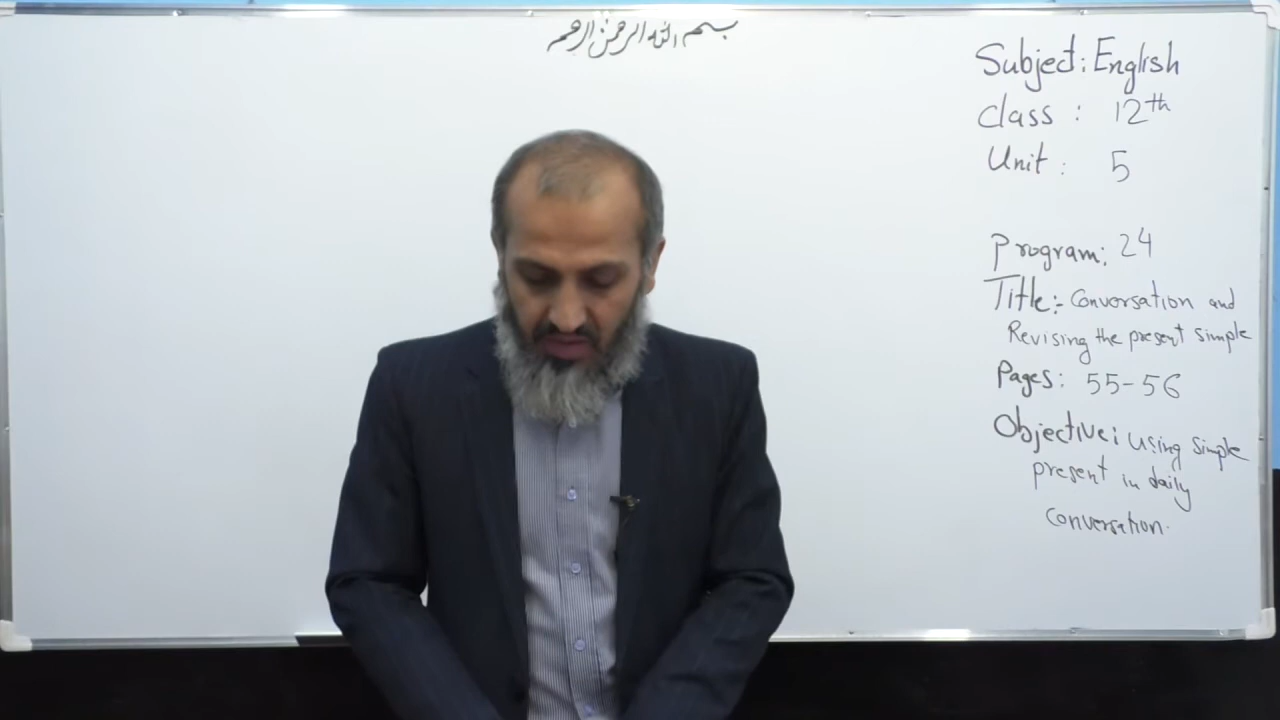 بسم الله الرحمن الرحیم
Subject: English
class : 12th
Unit : 5
Program: 24
Title:- Conversation and
Revising the present simple
Pages: 55-56
Objective: using simple
present in daily
conversation.